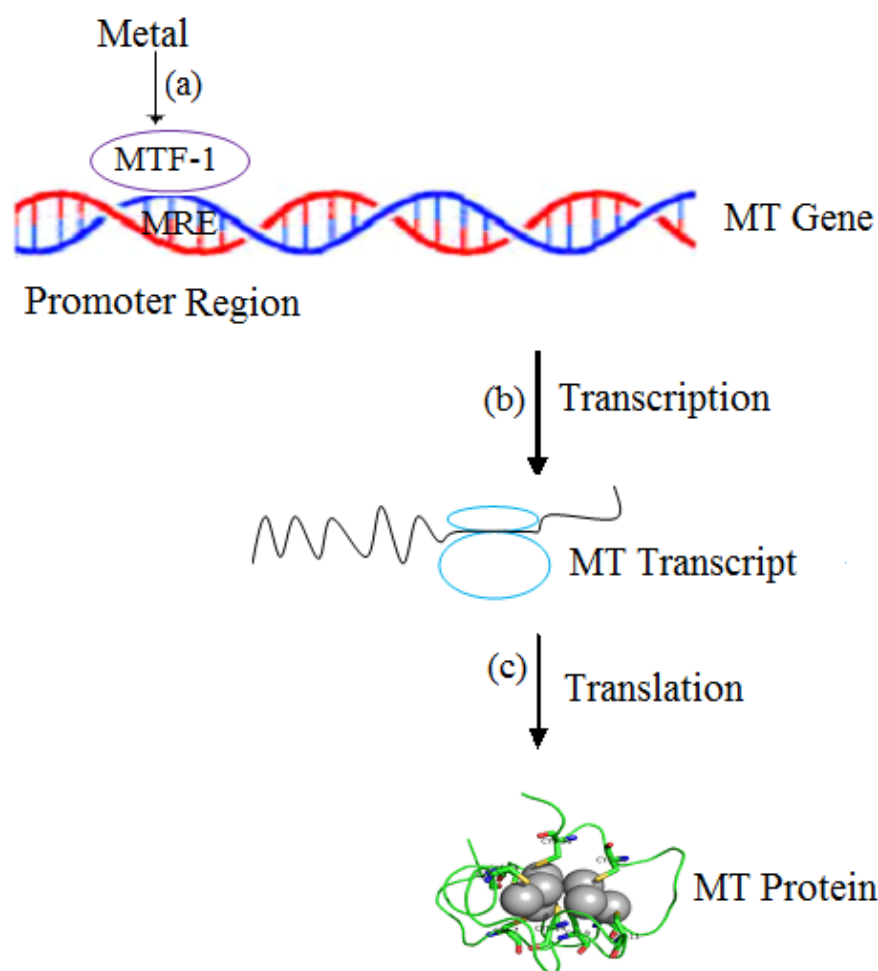 Metal
(a)
MTF-1
MRE
MT Gene
Promoter Region
(b) Transcription
MT Transcript
(c) Translation
MT Protein